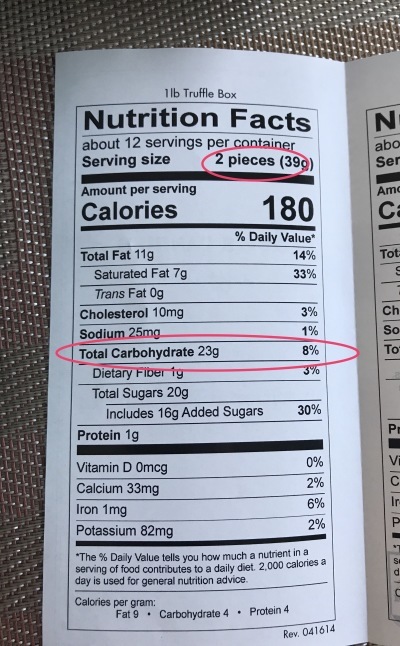 1lb Truffle Box
Nutrition Facts
about 12 servings per container
Serving size 2 pieces (39g)
Amount per serving
Calories 180
% Daily Value*
Total Fat 11g 14%
Saturated Fat 7g 33%
Trans Fat 0g
Cholesterol 10mg 3%
Sodium 25mg 1%
Total Carbohydrate 23g 8%
Dietary Fiber 1g 3%
Total Sugars 20g
Includes 16g Added Sugars 30%
Protein 1g
Vitamin D 0mcg 0%
Calcium 33mg 2%
Iron 1mg 6%
Potassium 82mg 2%
*The % Daily Value tells you how much a nutrient in a
serving of food contributes to a daily diet. 2,000 calories a
day is used for general nutrition advice.
Calories per gram:
Fat 9 • Carbohydrate 4 • Protein 4
Rev. 041614